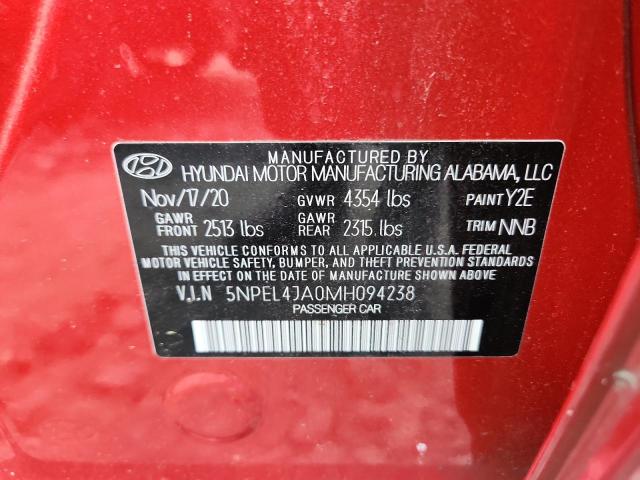 MANUFACTURED BY
HYUNDAI MOTOR MANUFACTURING ALABAMA, LLC
Nov/17/20 GVWR 4354 lbs PAINT Y2E
GAWR FRONT 2513 lbs GAWR REAR 2315 lbs TRIM NNB
THIS VEHICLE CONFORMS TO ALL APPLICABLE U.S.A. FEDERAL
MOTOR VEHICLE SAFETY, BUMPER, AND THEFT PREVENTION STANDARDS
IN EFFECT ON THE DATE OF MANUFACTURE SHOWN ABOVE
V.I.N 5NPEL4JA0MH094238
PASSENGER CAR